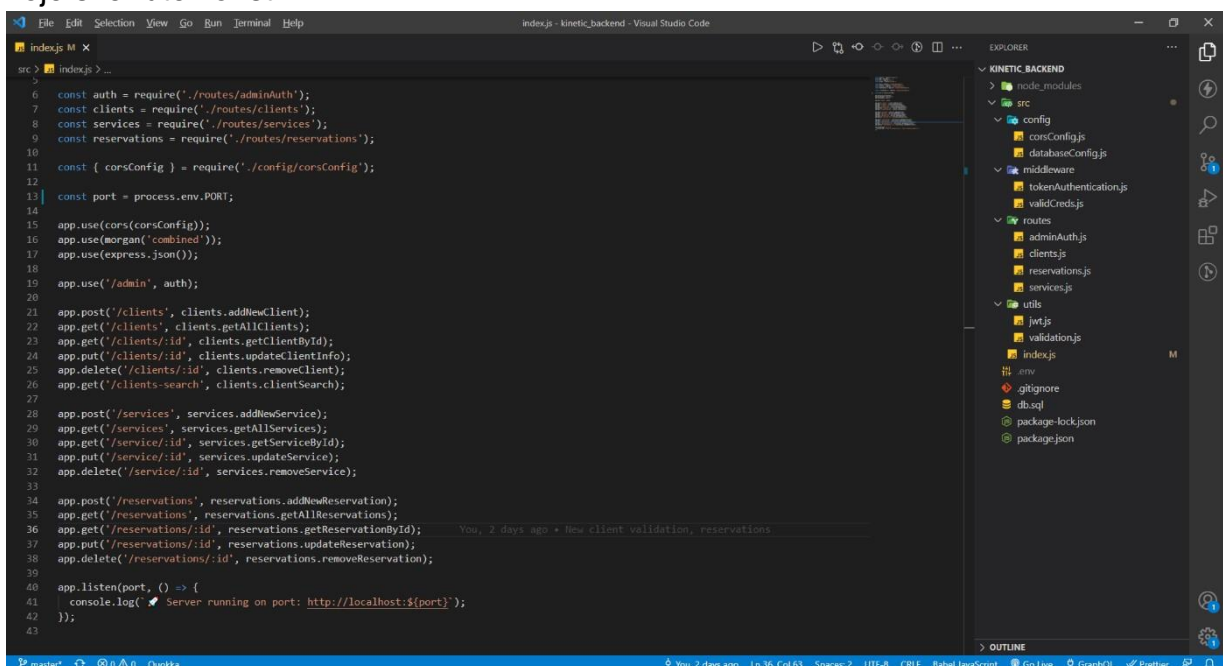 File Edit Selection View Go Run Terminal Help
index.js - kinetic_backend - Visual Studio Code
index.js M
src > index.js > ...
5
6 const auth = require('./routes/adminAuth');
7 const clients = require('./routes/clients');
8 const services = require('./routes/services');
9 const reservations = require('./routes/reservations');
10
11 const { corsConfig } = require('./config/corsConfig');
12
13 const port = process.env.PORT;
14
15 app.use(cors(corsConfig));
16 app.use(morgan('combined'));
17 app.use(express.json());
18
19 app.use('/admin', auth);
20
21 app.post('/clients', clients.addNewClient);
22 app.get('/clients', clients.getAllClients);
23 app.get('/clients/:id', clients.getClientById);
24 app.put('/clients/:id', clients.updateClientInfo);
25 app.delete('/clients/:id', clients.removeClient);
26 app.get('/clients-search', clients.clientSearch);
27
28 app.post('/services', services.addNewService);
29 app.get('/services', services.getAllServices);
30 app.get('/service/:id', services.getServiceById);
31 app.put('/service/:id', services.updateService);
32 app.delete('/service/:id', services.removeService);
33
34 app.post('/reservations', reservations.addNewReservation);
35 app.get('/reservations', reservations.getAllReservations);
36 app.get('/reservations/:id', reservations.getReservationById); You, 2 days ago • New client validation, reservations
37 app.put('/reservations/:id', reservations.updateReservation);
38 app.delete('/reservations/:id', reservations.removeReservation);
39
40 app.listen(port, () => {
41 console.log(`🚀 Server running on port: http://localhost:${port}`);
42 });
43
EXPLORER
KINETIC_BACKEND
node_modules
src
config
corsConfig.js
databaseConfig.js
middleware
tokenAuthentication.js
validCreds.js
routes
adminAuth.js
clients.js
reservations.js
services.js
utils
jwt.js
validation.js
index.js M
.env
.gitignore
db.sql
package-lock.json
package.json
OUTLINE
master* 0 0 Quokka
You, 2 days ago Ln 36, Col 63 Spaces: 2 UTF-8 CRLF Babel JavaScript Go Live GraphQL Prettier